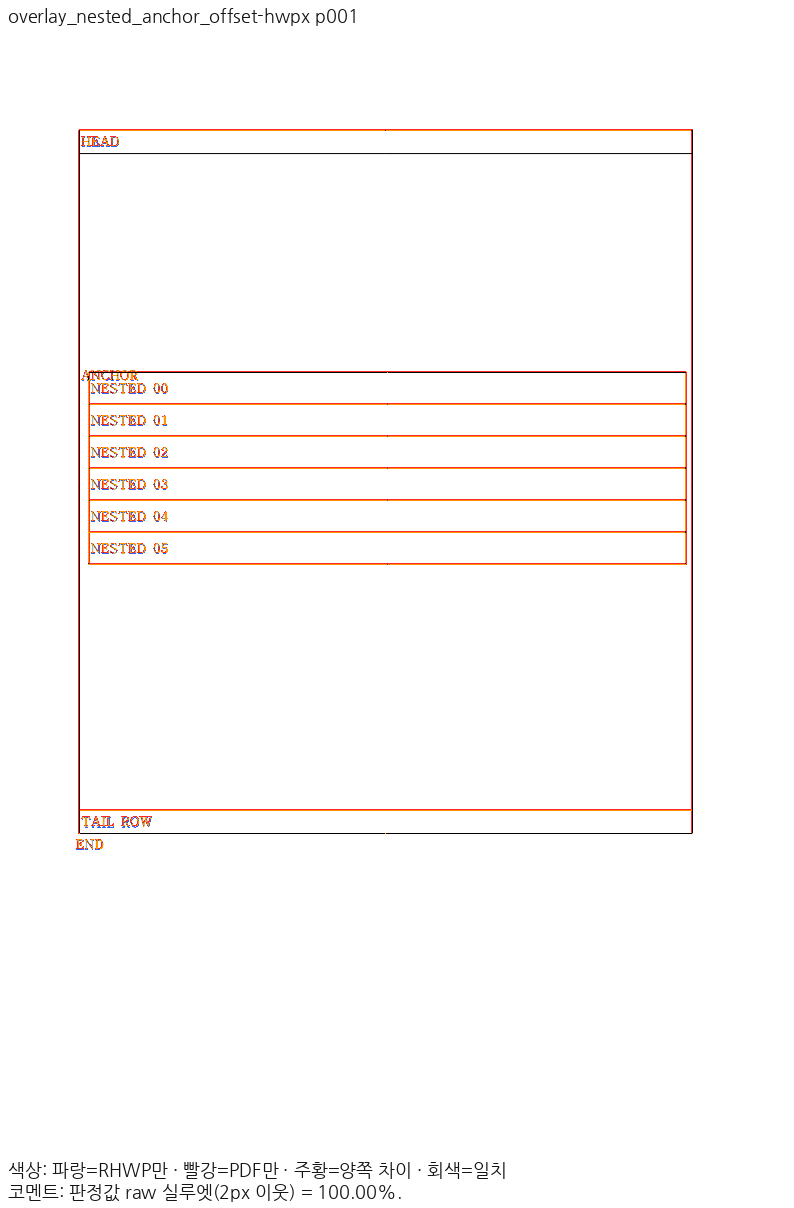 overlay_nested_anchor_offset-hwpx p001
HEAD
ANCHOR
NESTED 00
NESTED 01
NESTED 02
NESTED 03
NESTED 04
NESTED 05
TAIL ROW
END
색상: 파랑=RHWP만 · 빨강=PDF만 · 주황=양쪽 차이 · 회색=일치
코멘트: 판정값 raw 실루엣(2px 이웃) = 100.00%.